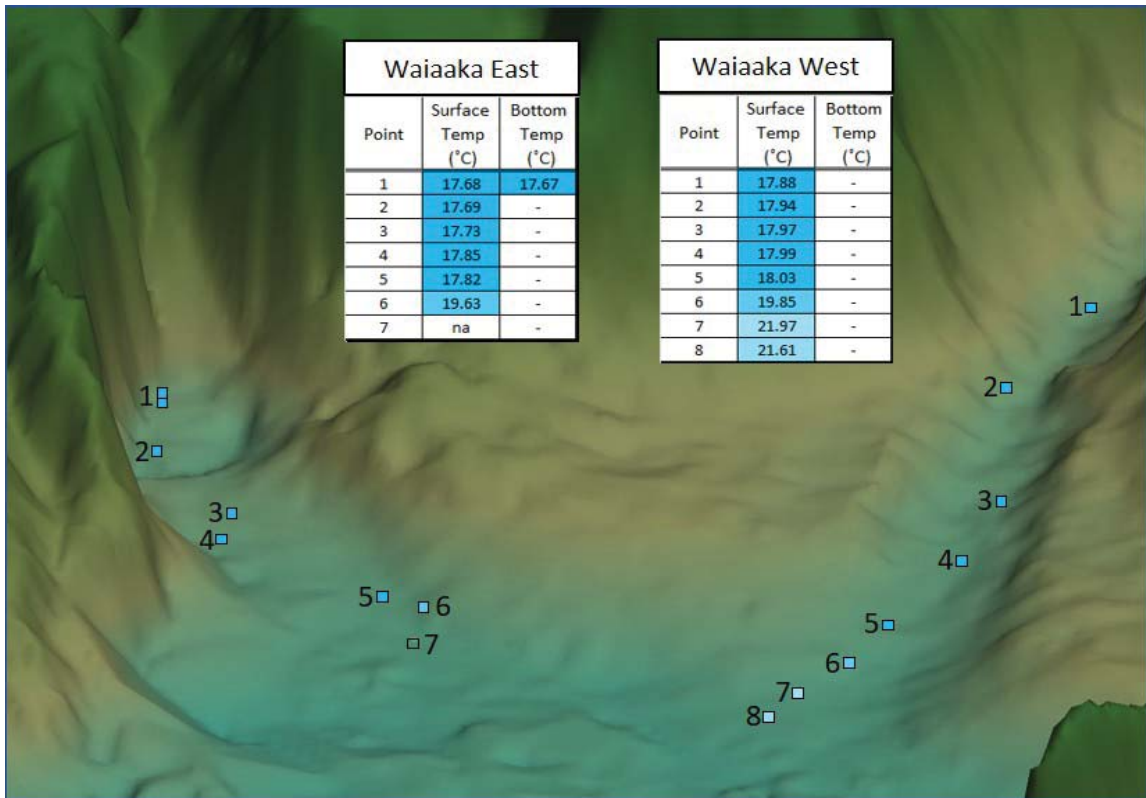 Waiaaka East
Point Surface Temp (˚C) Bottom Temp (˚C)
1 17.68 17.67
2 17.69 -
3 17.73 -
4 17.85 -
5 17.82 -
6 19.63 -
7 na -
Waiaaka West
Point Surface Temp (˚C) Bottom Temp (˚C)
1 17.88 -
2 17.94 -
3 17.97 -
4 17.99 -
5 18.03 -
6 19.85 -
7 21.97 -
8 21.61 -
1
2
3
4
5
6
7
1
2
3
4
5
6
7
8